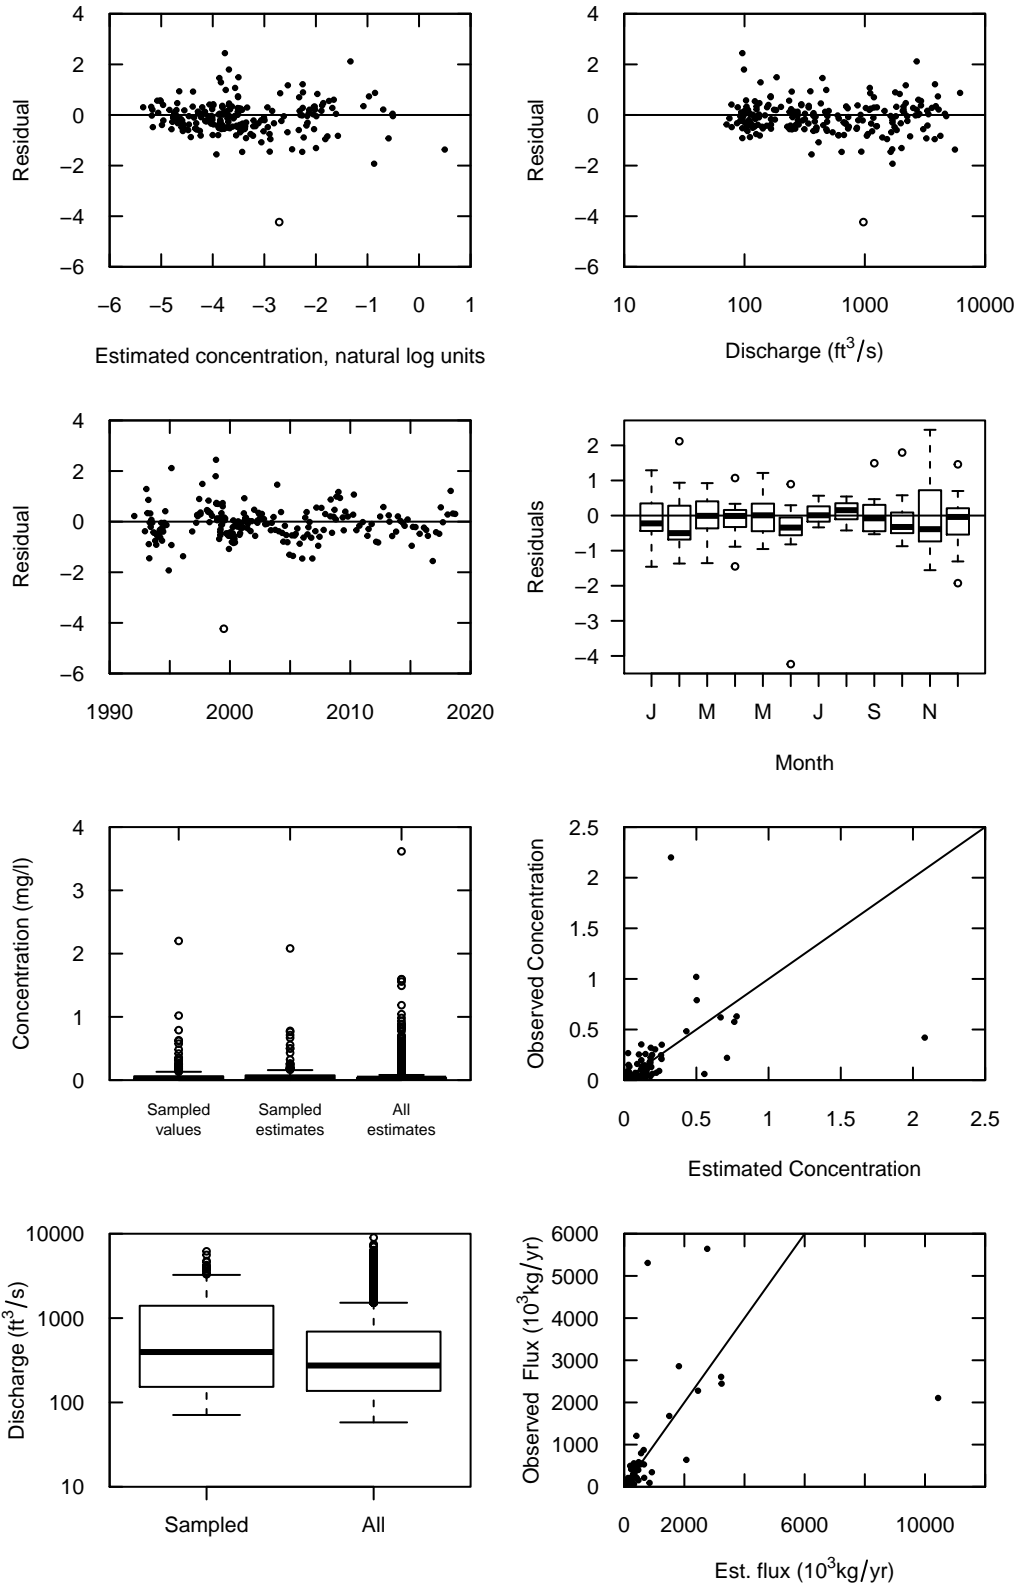 4
2
0
−2
−4
−6
Residual
−6 −5 −4 −3 −2 −1 0 1
Estimated concentration, natural log units
4
2
0
−2
−4
−6
Residual
10 100 1000 10000
Discharge (ft3/s)
4
2
0
−2
−4
−6
Residual
1990 2000 2010 2020
2
1
0
−1
−2
−3
−4
Residuals
J M M J S N
Month
4
3
2
1
0
Concentration (mg/l)
Sampled values
Sampled estimates
All estimates
2.5
2
1.5
1
0.5
0
Observed Concentration
0 0.5 1 1.5 2 2.5
Estimated Concentration
10000
1000
100
10
Discharge (ft3/s)
Sampled All
6000
5000
4000
3000
2000
1000
0
Observed Flux (103kg/yr)
0 2000 6000 10000
Est. flux (103kg/yr)